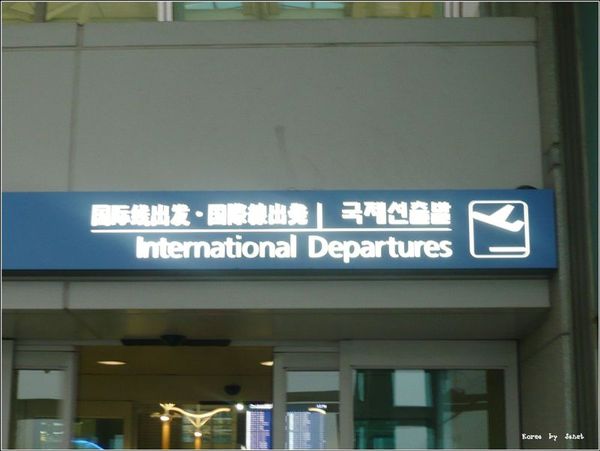 国际线出发·国際線出発 | 국제선출발
International Departures
Korea by Janet